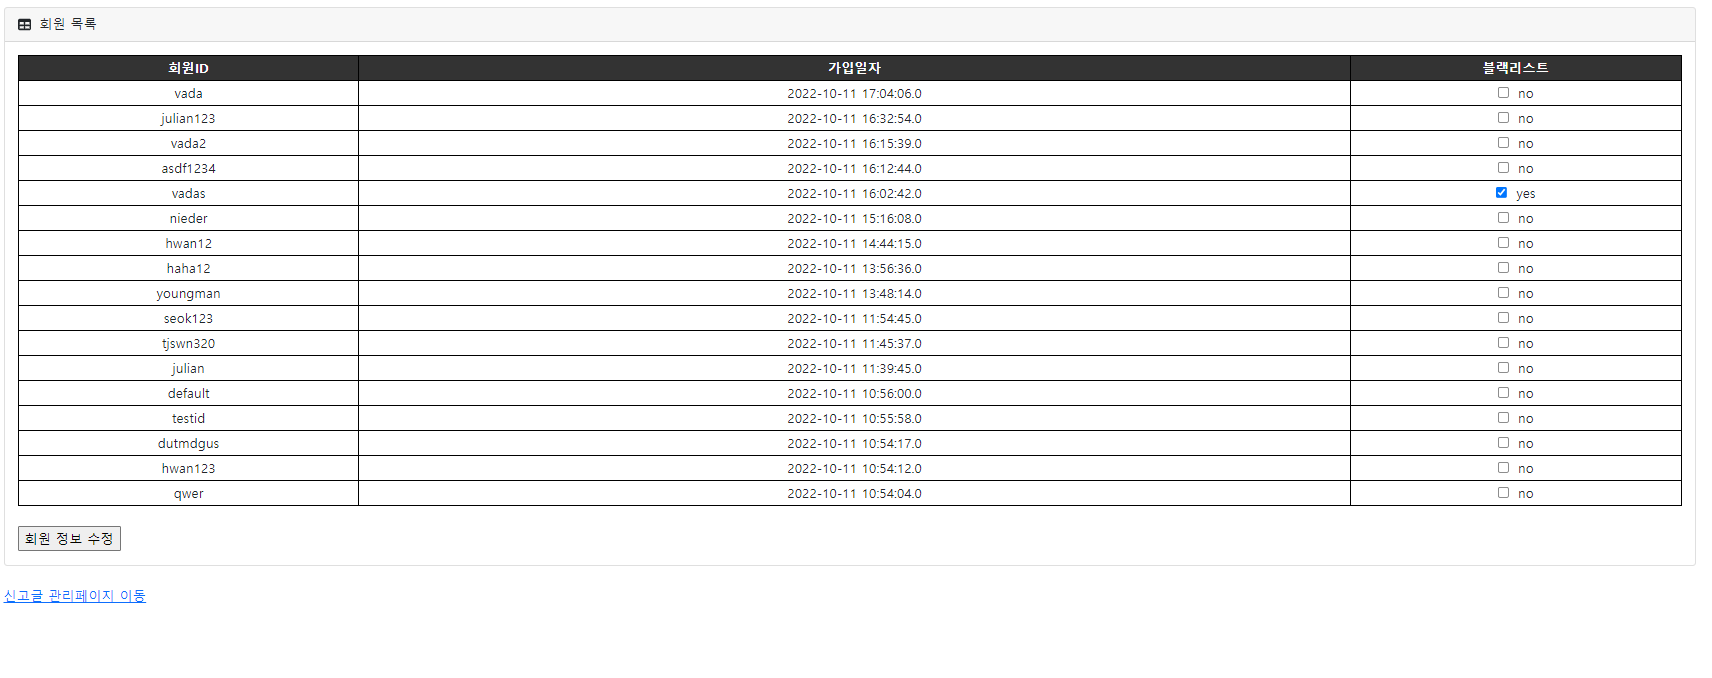 회원 목록
회원ID 가입일자 블랙리스트
vada 2022-10-11 17:04:06.0 no
julian123 2022-10-11 16:32:54.0 no
vada2 2022-10-11 16:15:39.0 no
asdf1234 2022-10-11 16:12:44.0 no
vadas 2022-10-11 16:02:42.0 yes
nieder 2022-10-11 15:16:08.0 no
hwan12 2022-10-11 14:44:15.0 no
haha12 2022-10-11 13:56:36.0 no
youngman 2022-10-11 13:48:14.0 no
seok123 2022-10-11 11:54:45.0 no
tjswn320 2022-10-11 11:45:37.0 no
julian 2022-10-11 11:39:45.0 no
default 2022-10-11 10:56:00.0 no
testid 2022-10-11 10:55:58.0 no
dutmdgus 2022-10-11 10:54:17.0 no
hwan123 2022-10-11 10:54:12.0 no
qwer 2022-10-11 10:54:04.0 no
회원 정보 수정
신고글 관리페이지 이동